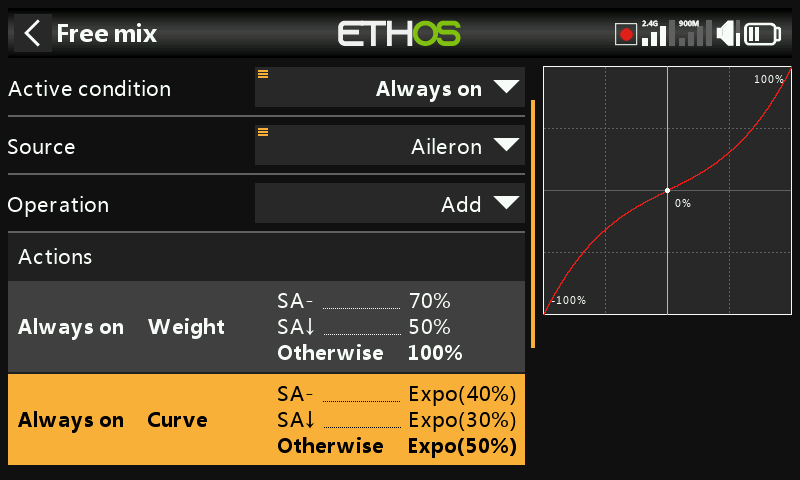 Free mix
ETHOS
2.4G
900M
Active condition
Always on
Source
Aileron
Operation
Add
Actions
Always on Weight
SA- 70%
SA↓ 50%
Otherwise 100%
Always on Curve
SA- Expo(40%)
SA↓ Expo(30%)
Otherwise Expo(50%)
100%
0%
-100%